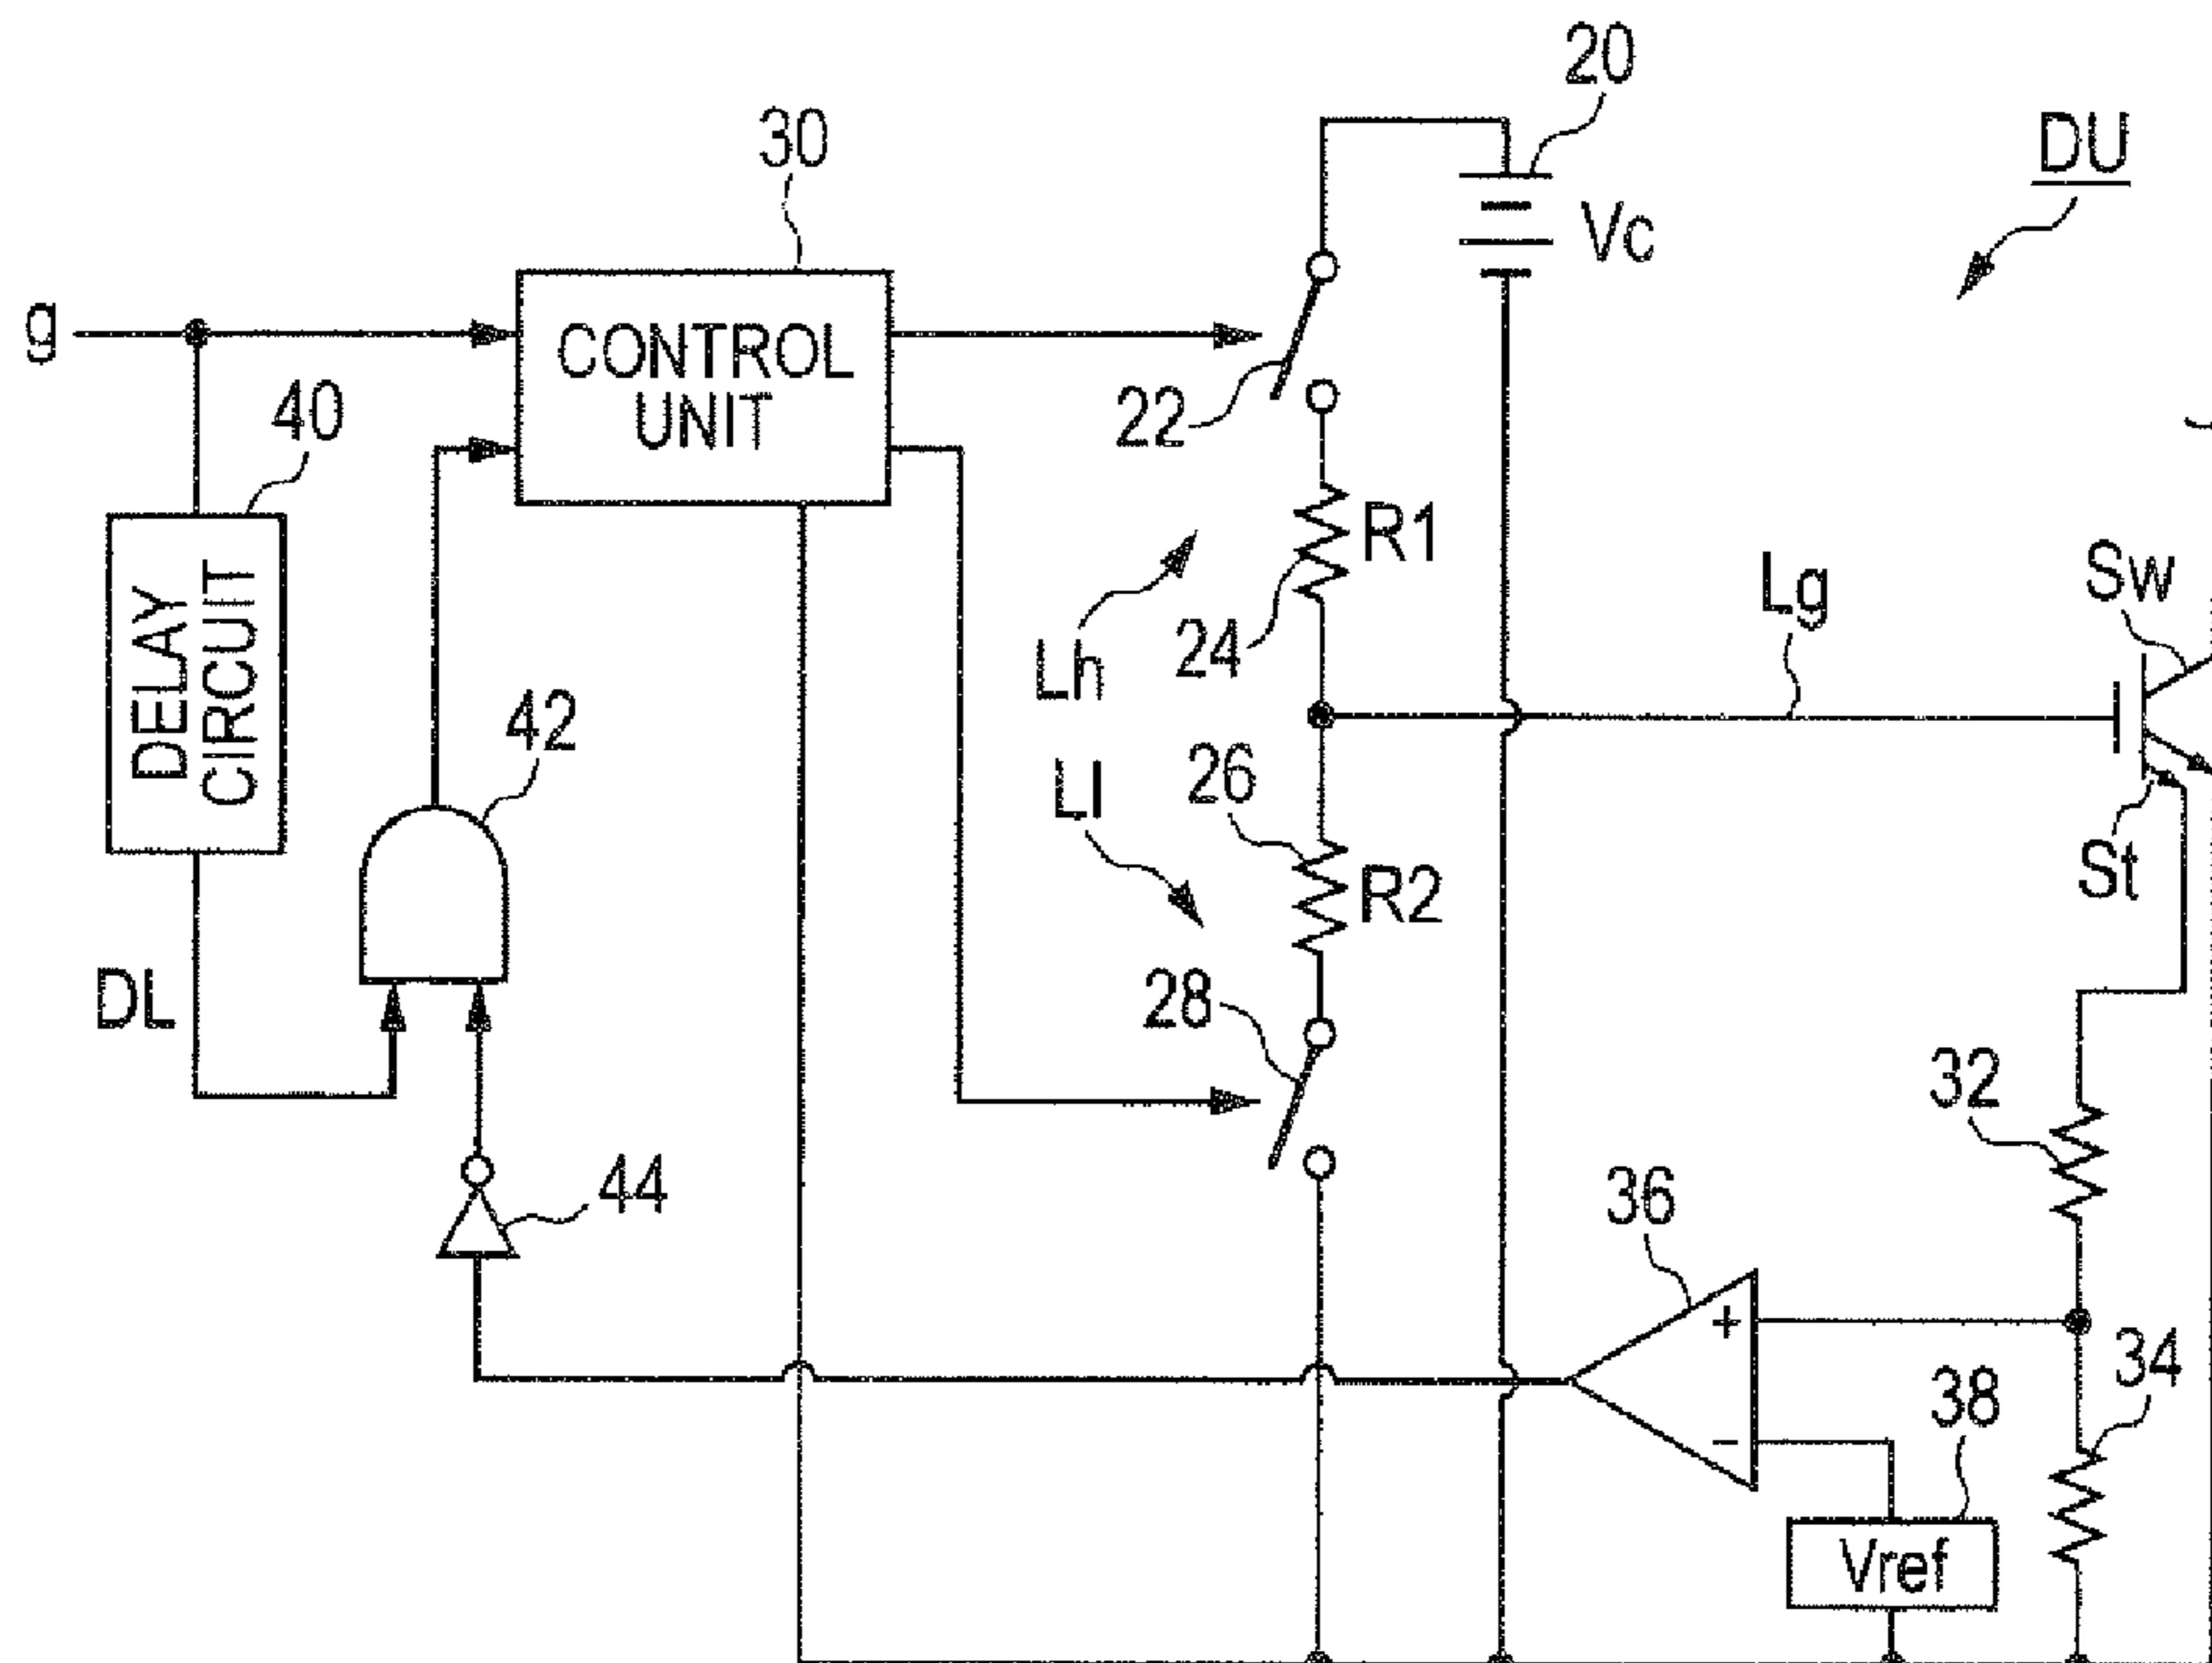 20
30
DU
Vc
g
CONTROL
UNIT
22
40
R1
Lg
Sw
DELAY
CIRCUIT
Lh
24
42
26
Ll
R2
St
28
DL
32
44
36
34
+
38
−
Vref